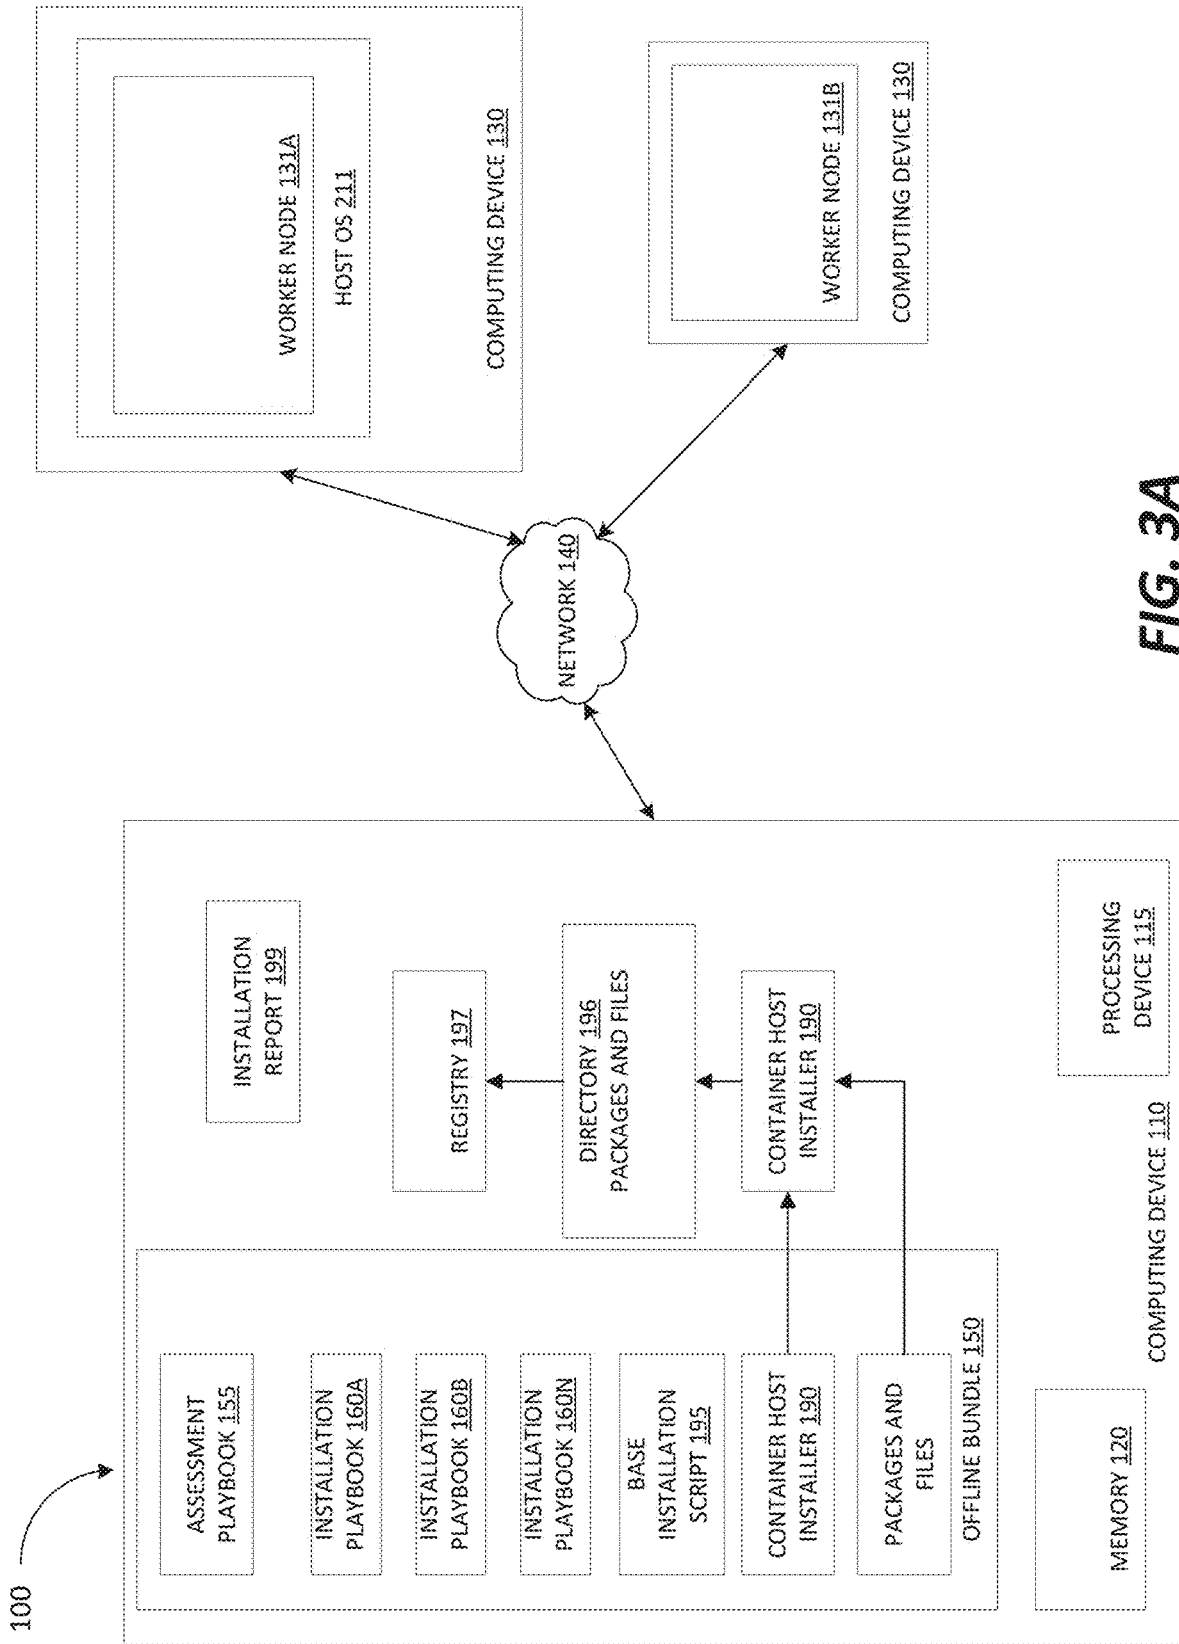 100
ASSESSMENT
PLAYBOOK 155
INSTALLATION
PLAYBOOK 160A
INSTALLATION
PLAYBOOK 160B
INSTALLATION
PLAYBOOK 160N
BASE
INSTALLATION
SCRIPT 195
CONTAINER HOST
INSTALLER 190
PACKAGES AND
FILES
OFFLINE BUNDLE 150
MEMORY 120
INSTALLATION
REPORT 199
REGISTRY 197
DIRECTORY 196
PACKAGES AND FILES
CONTAINER HOST
INSTALLER 190
PROCESSING
DEVICE 115
COMPUTING DEVICE 110
NETWORK 140
WORKER NODE 131A
HOST OS 211
COMPUTING DEVICE 130
WORKER NODE 131B
COMPUTING DEVICE 130
FIG. 3A